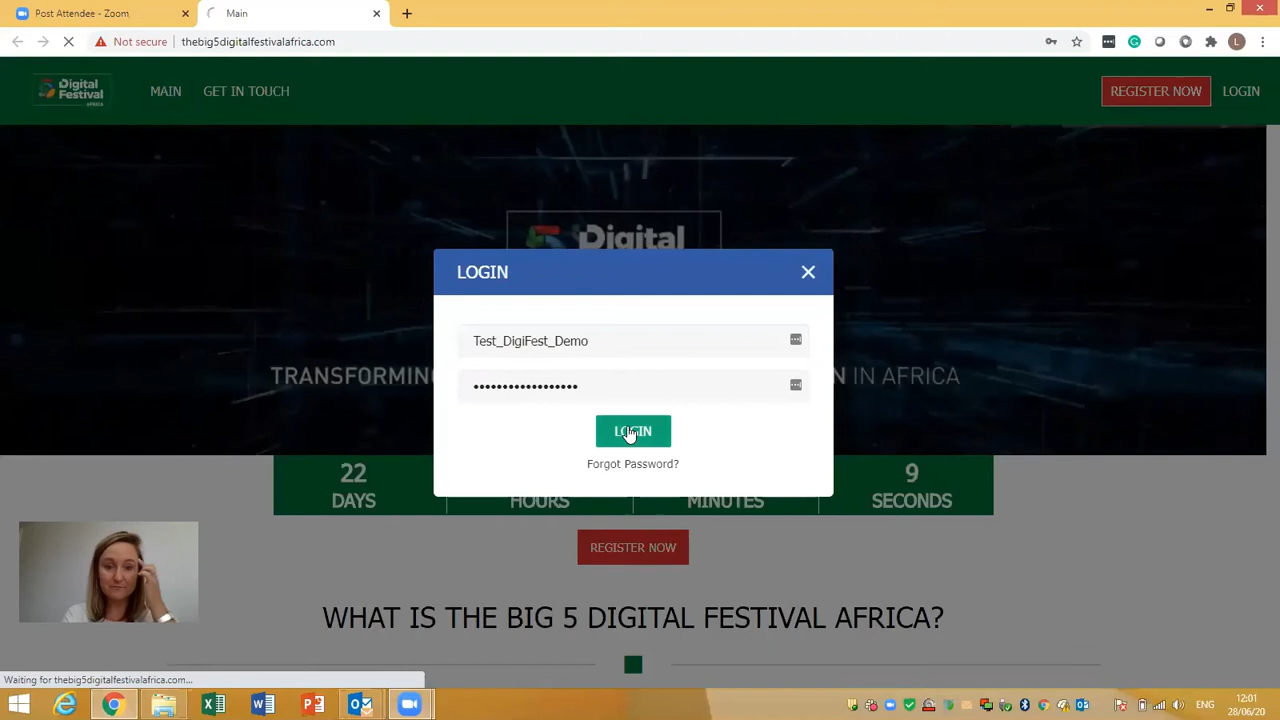 Post Attendee - Zoom
Main
Not secure
thebig5digitalfestivalafrica.com
L
Digital
Festival
AFRICA
MAIN
GET IN TOUCH
REGISTER NOW
LOGIN
Digital
LOGIN
Test_DigiFest_Demo
••••••••••••••••••
LOGIN
Forgot Password?
TRANSFORMING
IN AFRICA
22
9
DAYS
HOURS
MINUTES
SECONDS
REGISTER NOW
WHAT IS THE BIG 5 DIGITAL FESTIVAL AFRICA?
Waiting for thebig5digitalfestivalafrica.com...
ENG
12:01
28/06/20